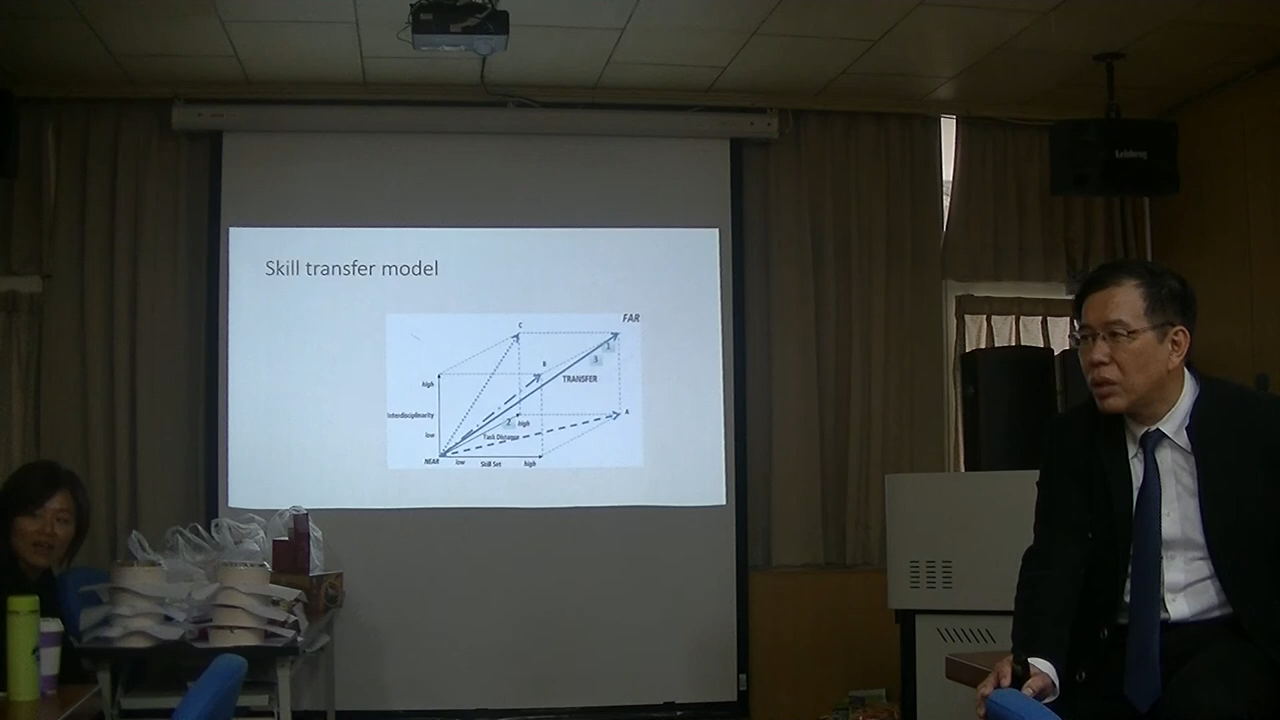 Leisheng
Skill transfer model
FAR
C
1
3
B
TRANSFER
high
Interdisciplinarity
A
2
high
low
Task Distance
NEAR
low
Skill Set
high